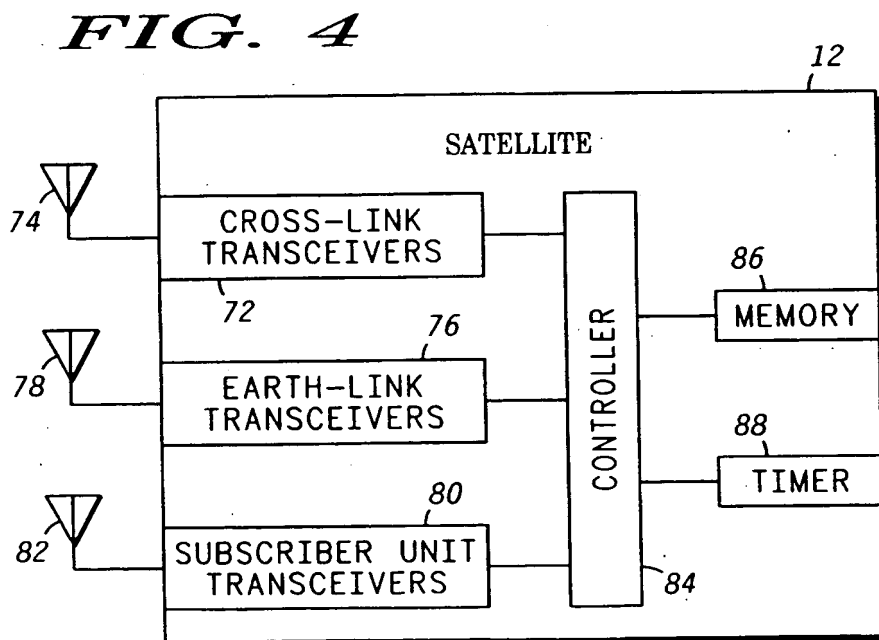 FIG. 4
12
SATELLITE
74
CROSS-LINK
TRANSCEIVERS
72
86
MEMORY
78
76
EARTH-LINK
TRANSCEIVERS
CONTROLLER
88
TIMER
82
80
SUBSCRIBER UNIT
TRANSCEIVERS
84